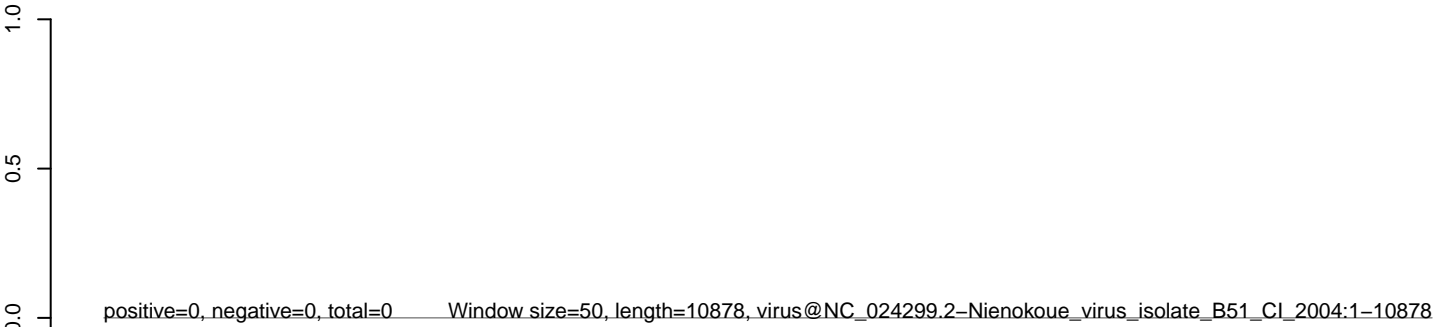 1.0
0.5
0.0
positive=0, negative=0, total=0 Window size=50, length=10878, virus@NC_024299.2−Nienokoue_virus_isolate_B51_CI_2004:1−10878